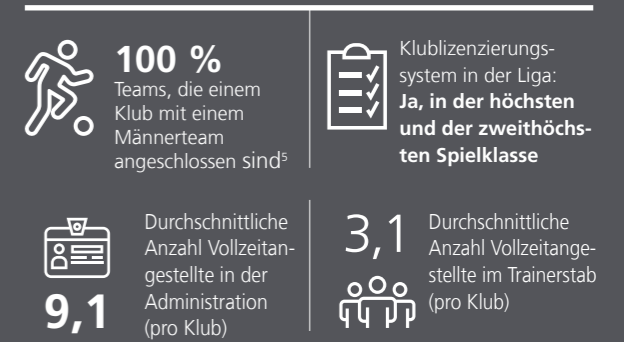 100 %
Teams, die einem
Klub mit einem
Männerteam
angeschlossen sind⁵
Klublizenzierungs-
system in der Liga:
Ja, in der höchsten
und der zweithöchs-
ten Spielklasse
9,1
Durchschnittliche
Anzahl Vollzeitan-
gestellte in der
Administration
(pro Klub)
3,1
Durchschnittliche
Anzahl Vollzeitange-
stellte im Trainerstab
(pro Klub)